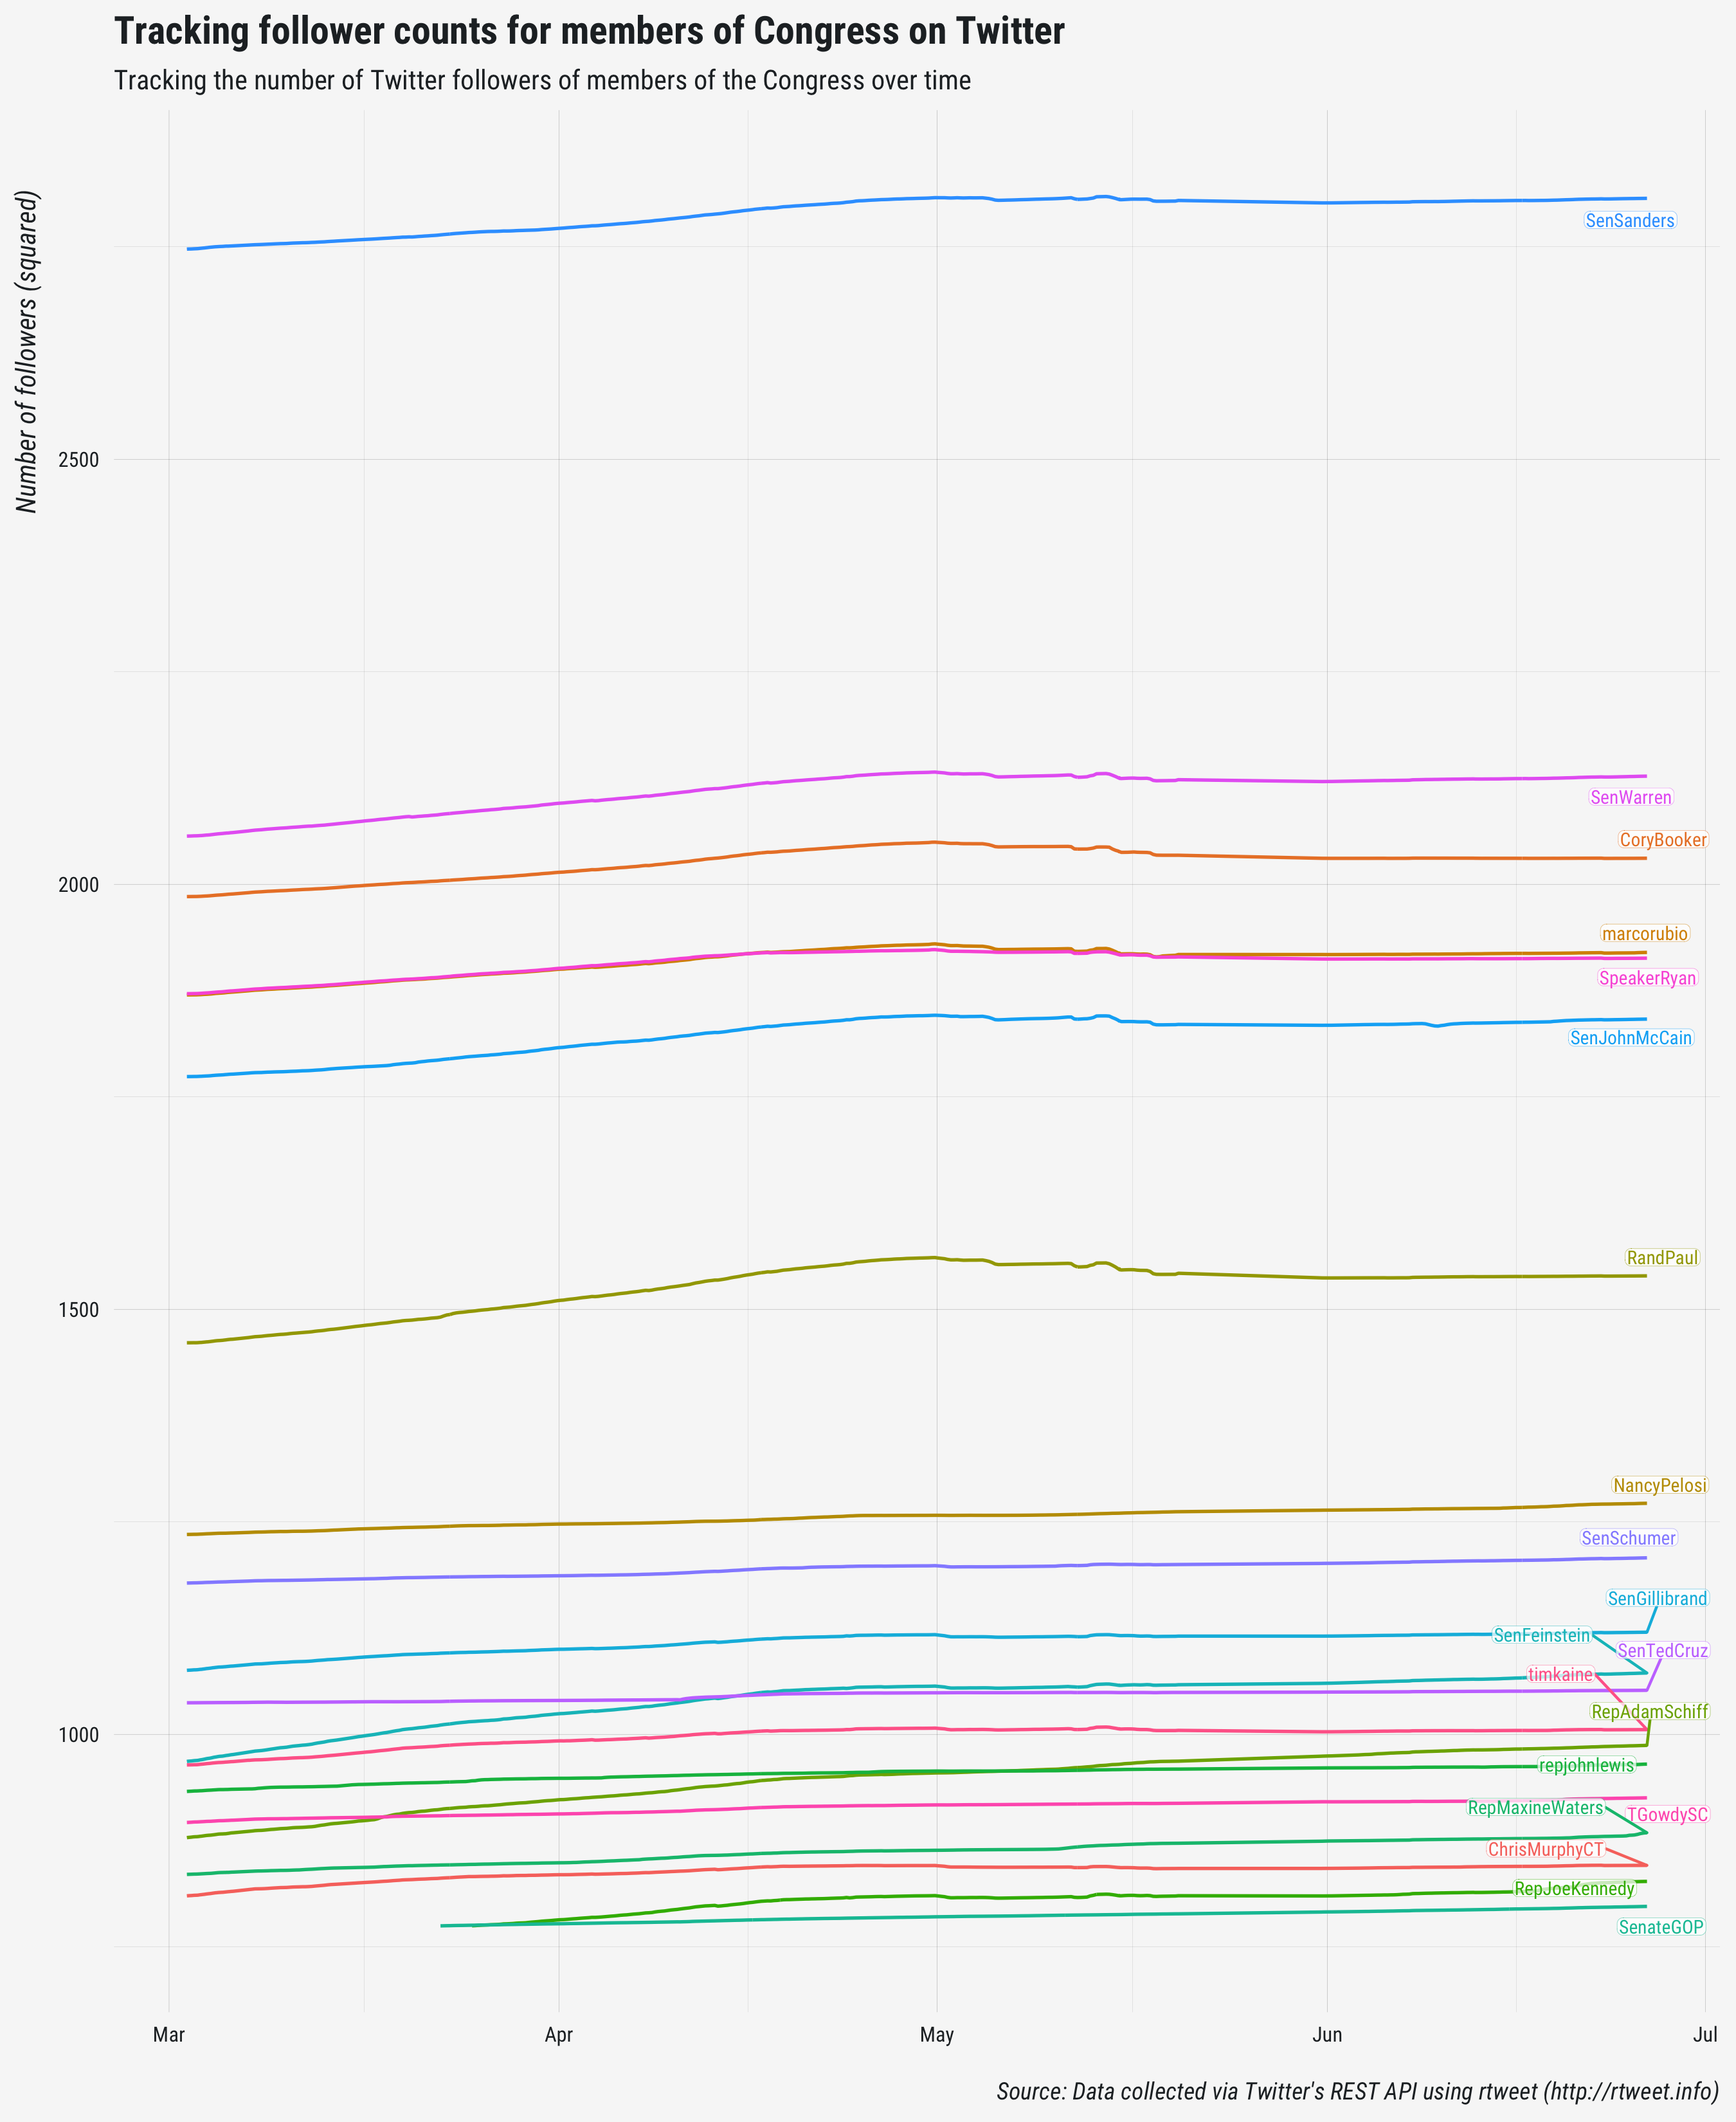 Tracking follower counts for members of Congress on Twitter
Tracking the number of Twitter followers of members of the Congress over time
Number of followers (squared)
SenSanders
2500
SenWarren
CoryBooker
2000
marcorubio
SpeakerRyan
SenJohnMcCain
RandPaul
1500
NancyPelosi
SenSchumer
SenGillibrand
SenFeinstein
SenTedCruz
timkaine
RepAdamSchiff
1000
repjohnlewis
RepMaxineWaters
TGowdySC
ChrisMurphyCT
RepJoeKennedy
SenateGOP
Mar Apr May Jun Jul
Source: Data collected via Twitter's REST API using rtweet (http://rtweet.info)